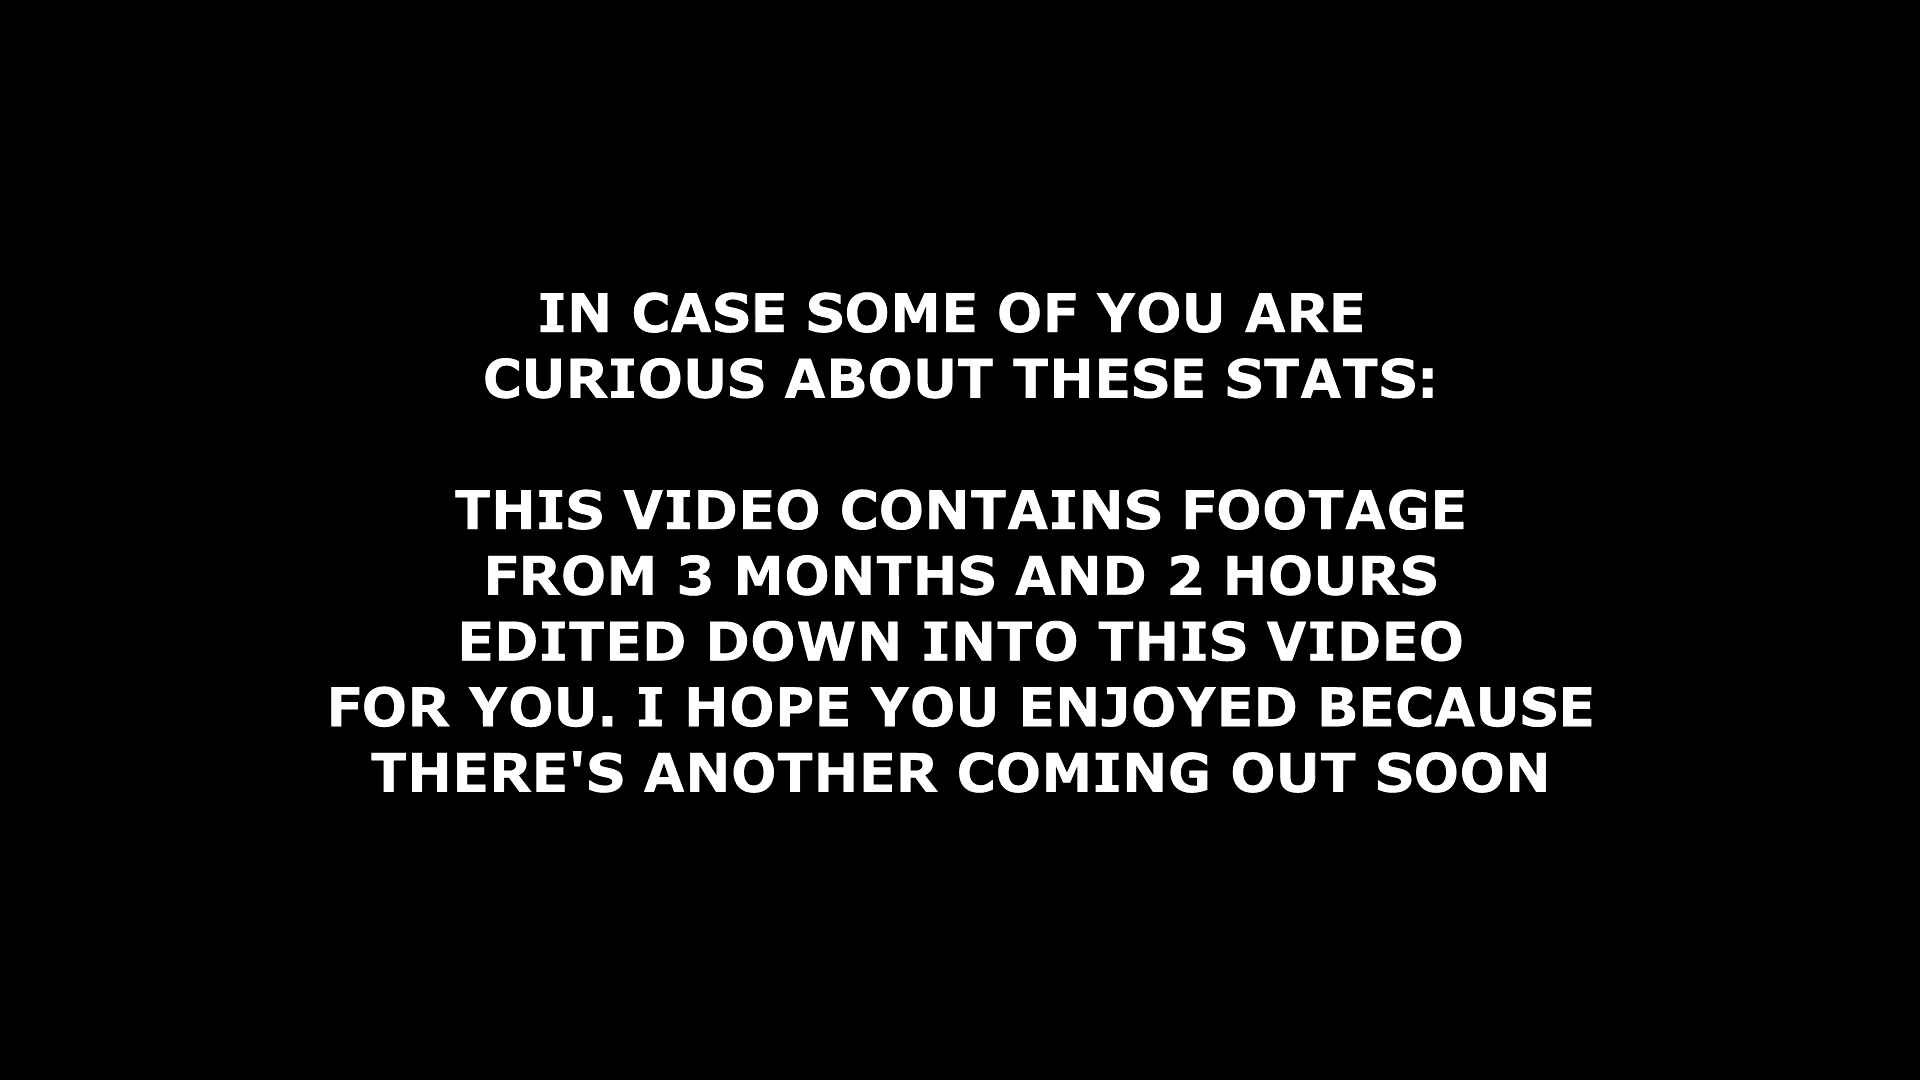 IN CASE SOME OF YOU ARE
CURIOUS ABOUT THESE STATS:
THIS VIDEO CONTAINS FOOTAGE
FROM 3 MONTHS AND 2 HOURS
EDITED DOWN INTO THIS VIDEO
FOR YOU. I HOPE YOU ENJOYED BECAUSE
THERE'S ANOTHER COMING OUT SOON